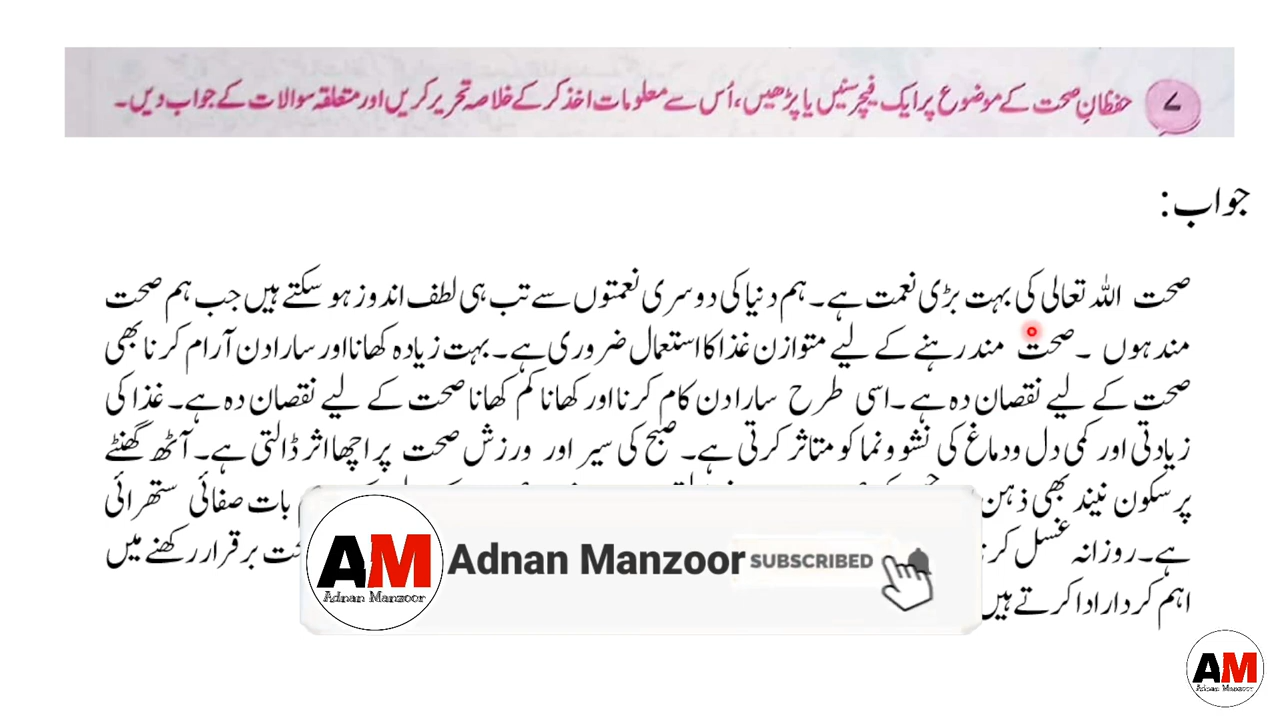 ۷ حفظانِ صحت کے موضوع پر ایک فیچر سنیں یا پڑھیں، اُس سے معلومات اخذ کر کے خلاصہ تحریر کریں اور متعلقہ سوالات کے جواب دیں۔
جواب:
صحت اللہ تعالی کی بہت بڑی نعمت ہے۔ ہم دنیا کی دوسری نعمتوں سے تب ہی لطف اندوز ہو سکتے ہیں جب ہم صحت
مند ہوں ۔ صحت مند رہنے کے لیے متوازن غذا کا استعمال ضروری ہے۔ بہت زیادہ کھانا اور سارا دن آرام کرنا بھی
صحت کے لیے نقصان دہ ہے ۔ اسی طرح سارا دن کام کرنا اور کھانا کم کھانا صحت کے لیے نقصان دہ ہے۔ غذا کی
زیادتی اور کمی دل و دماغ کی نشوونما کو متاثر کرتی ہے۔ صبح کی سیر اور ورزش صحت پر اچھا اثر ڈالتی ہے۔ آٹھ گھنٹے
پر سکون نیند بھی ذہن بات صفائی ستھرائی
ہے۔ روزانہ غسل برقرار رکھنے میں
اہم کردار ادا کرتے ہیں
AM Adnan Manzoor Adnan Manzoor SUBSCRIBED
AM Adnan Manzoor